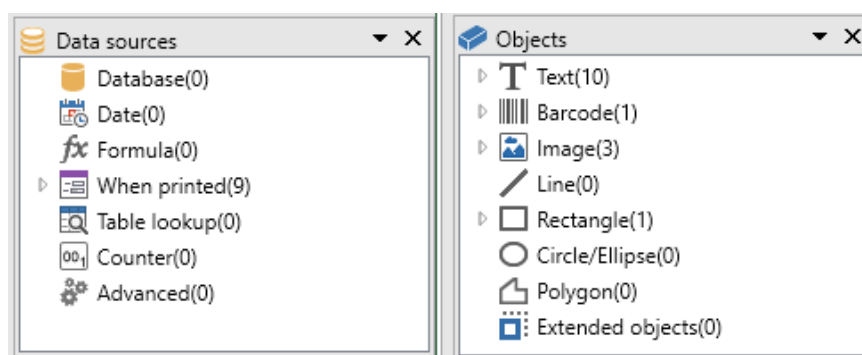 Data sources
Database(0)
Date(0)
Formula(0)
When printed(9)
Table lookup(0)
Counter(0)
Advanced(0)
Objects
Text(10)
Barcode(1)
Image(3)
Line(0)
Rectangle(1)
Circle/Ellipse(0)
Polygon(0)
Extended objects(0)